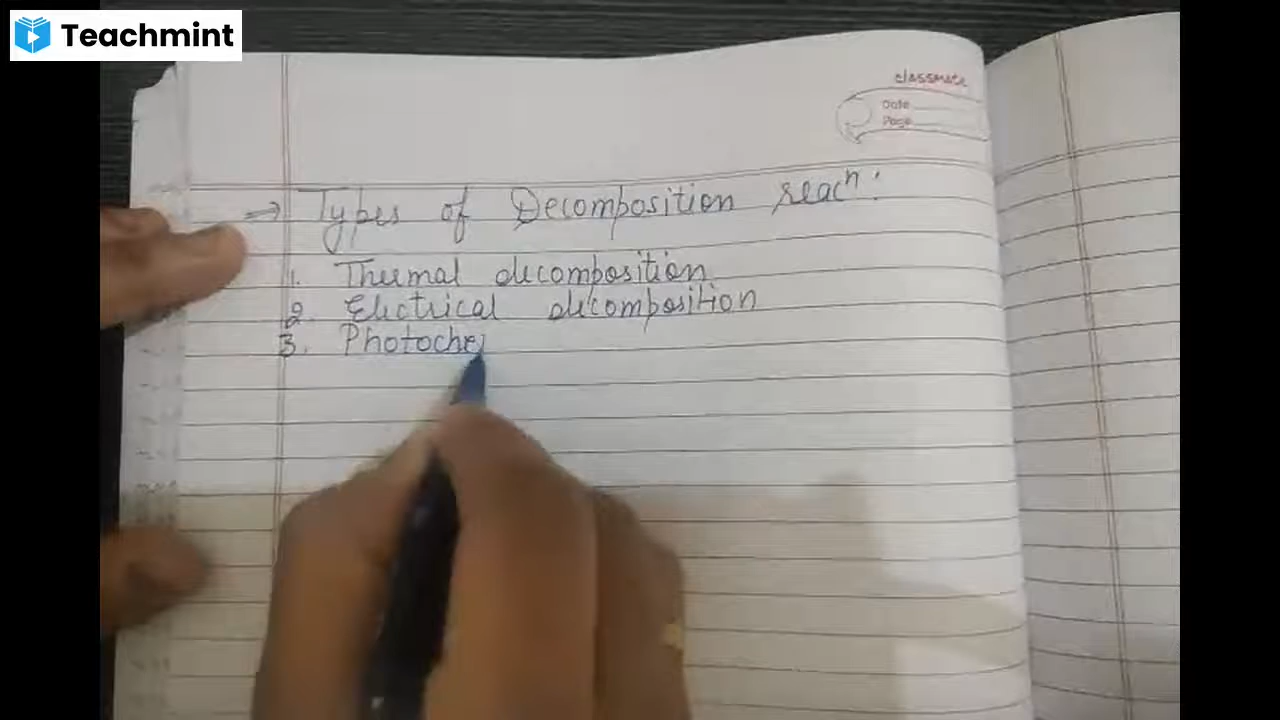 Teachmint
classmate
Date
Page
⇒ Types of Decomposition reacⁿ.
1. Thermal decomposition
2. Electrical decomposition
3. Photoche